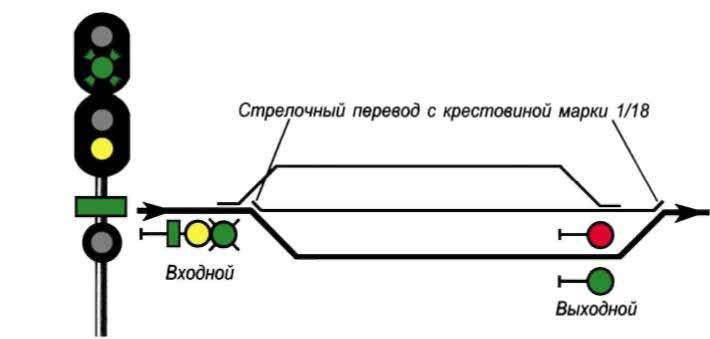 Стрелочный перевод с крестовиной марки 1/18
Входной
Выходной